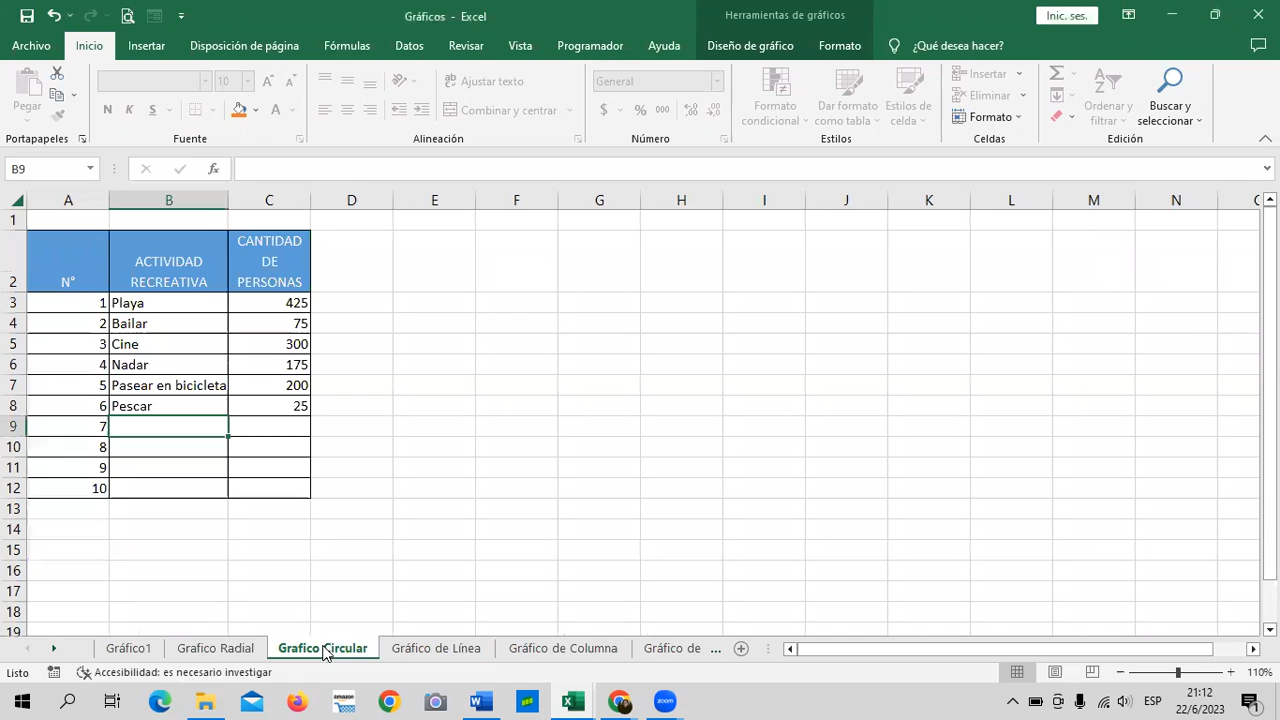 Gráficos - Excel
Herramientas de gráficos
Inic. ses.
Archivo Inicio Insertar Disposición de página Fórmulas Datos Revisar Vista Programador Ayuda Diseño de gráfico Formato ¿Qué desea hacer?
Pegar
N K S
10
A A
A
Ajustar texto
Combinar y centrar
General
$ % 000
Formato condicional
Dar formato como tabla
Estilos de celda
Insertar
Eliminar
Formato
Ordenar y filtrar
Buscar y seleccionar
Portapapeles Fuente Alineación Número Estilos Celdas Edición
B9
fx
A B C D E F G H I J K L M N
1
2 N° ACTIVIDAD RECREATIVA CANTIDAD DE PERSONAS
3 1 Playa 425
4 2 Bailar 75
5 3 Cine 300
6 4 Nadar 175
7 5 Pasear en bicicleta 200
8 6 Pescar 25
9 7
10 8
11 9
12 10
13
14
15
16
17
18
19
Gráfico1 Grafico Radial Grafico Circular Gráfico de Línea Gráfico de Columna Gráfico de ...
Listo Accesibilidad: es necesario investigar 110%
amazon
zoom
ESP
21:12
22/6/2023
1